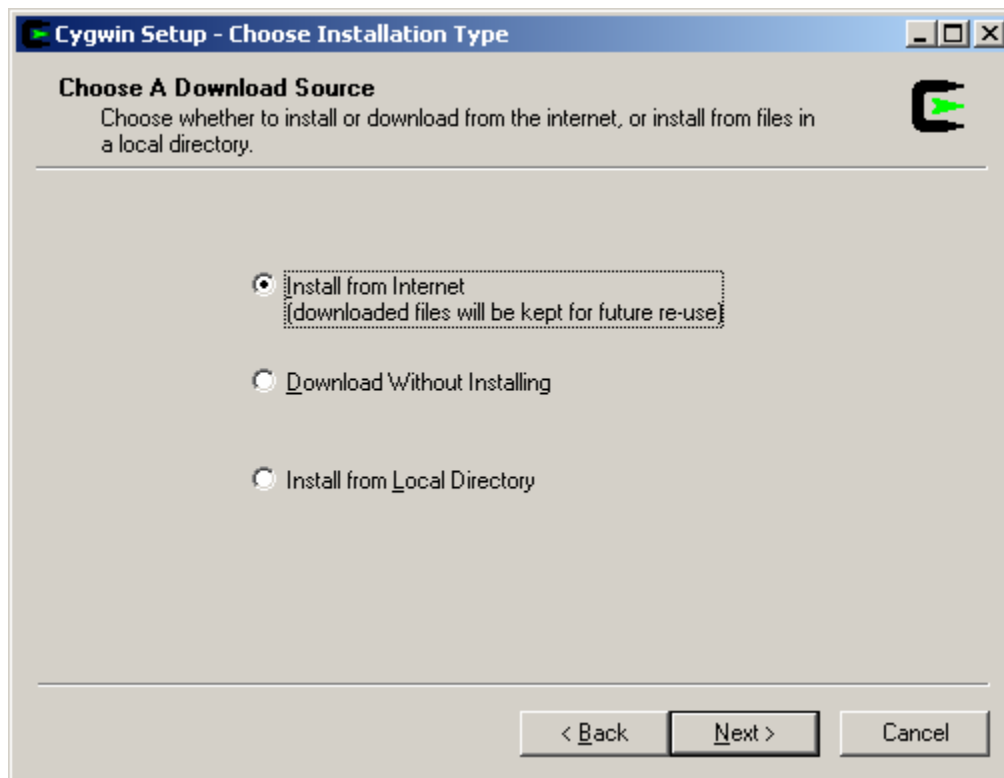 Cygwin Setup - Choose Installation Type
Choose A Download Source
Choose whether to install or download from the internet, or install from files in
a local directory.
Install from Internet
(downloaded files will be kept for future re-use)
Download Without Installing
Install from Local Directory
< Back
Next >
Cancel